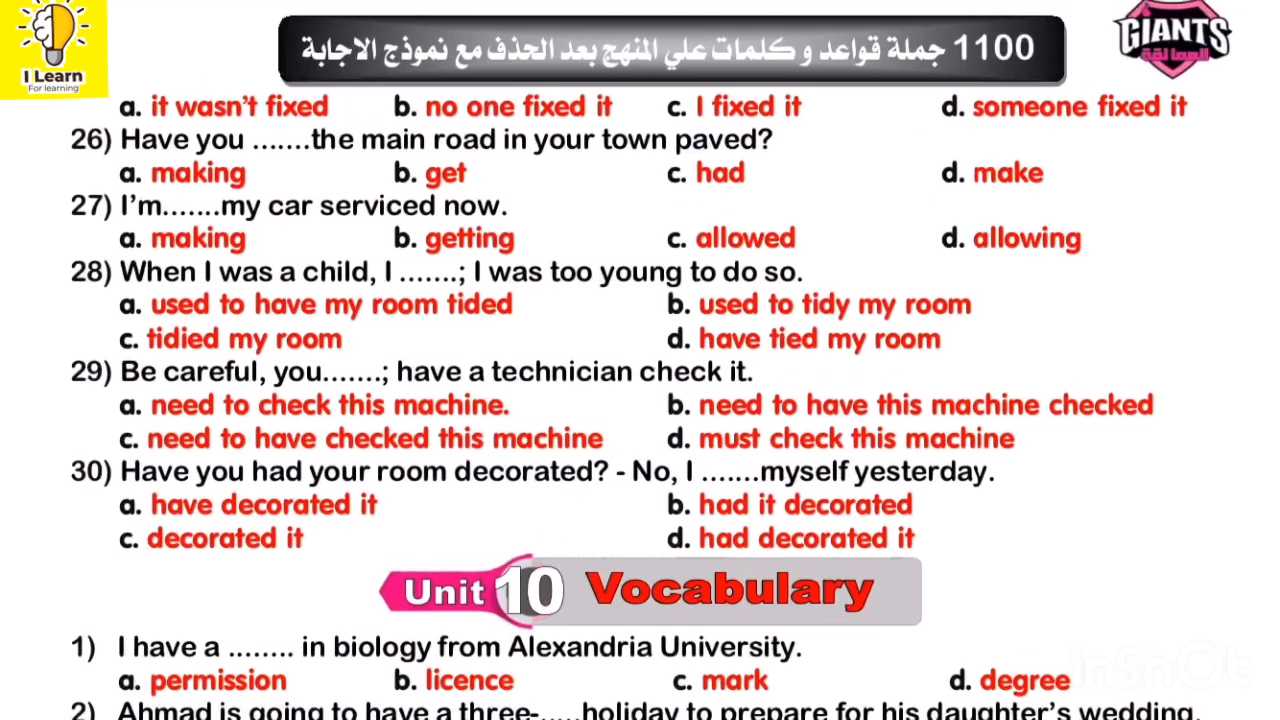 I Learn
For learning
1100 جملة قواعد و كلمات علي المنهج بعد الحذف مع نموذج الاجابة
GIANTS
العمالقة
a. it wasn't fixed b. no one fixed it c. I fixed it d. someone fixed it
26) Have you .......the main road in your town paved?
a. making b. get c. had d. make
27) I'm.......my car serviced now.
a. making b. getting c. allowed d. allowing
28) When I was a child, I .......; I was too young to do so.
a. used to have my room tided b. used to tidy my room
c. tidied my room d. have tied my room
29) Be careful, you.......; have a technician check it.
a. need to check this machine. b. need to have this machine checked
c. need to have checked this machine d. must check this machine
30) Have you had your room decorated? - No, I .......myself yesterday.
a. have decorated it b. had it decorated
c. decorated it d. had decorated it
Unit 10 Vocabulary
1) I have a ........ in biology from Alexandria University.
a. permission b. licence c. mark d. degree
InShOt
2) Ahmad is going to have a three-.....holiday to prepare for his daughter's wedding.